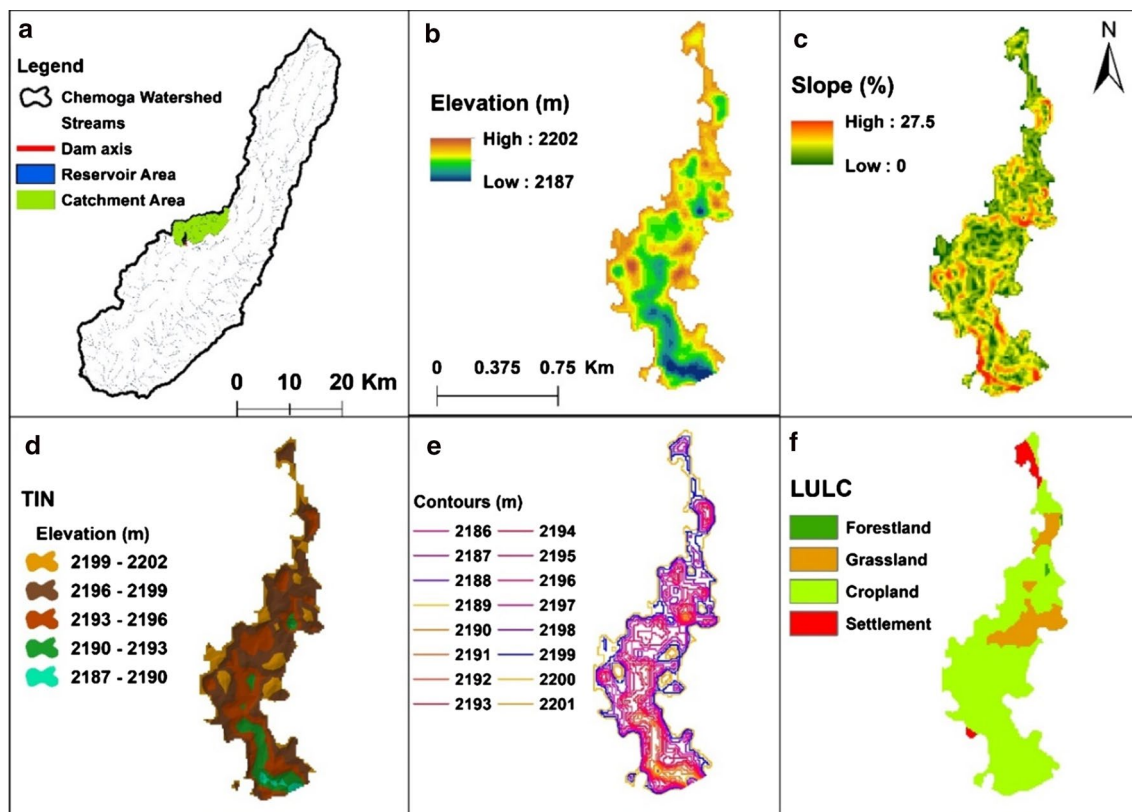 a
Legend
Chemoga Watershed
Streams
Dam axis
Reservoir Area
Catchment Area
0 10 20 Km
b
Elevation (m)
High : 2202
Low : 2187
0 0.375 0.75 Km
c
N
Slope (%)
High : 27.5
Low : 0
d
TIN
Elevation (m)
2199 - 2202
2196 - 2199
2193 - 2196
2190 - 2193
2187 - 2190
e
Contours (m)
2186 2194
2187 2195
2188 2196
2189 2197
2190 2198
2191 2199
2192 2200
2193 2201
f
LULC
Forestland
Grassland
Cropland
Settlement